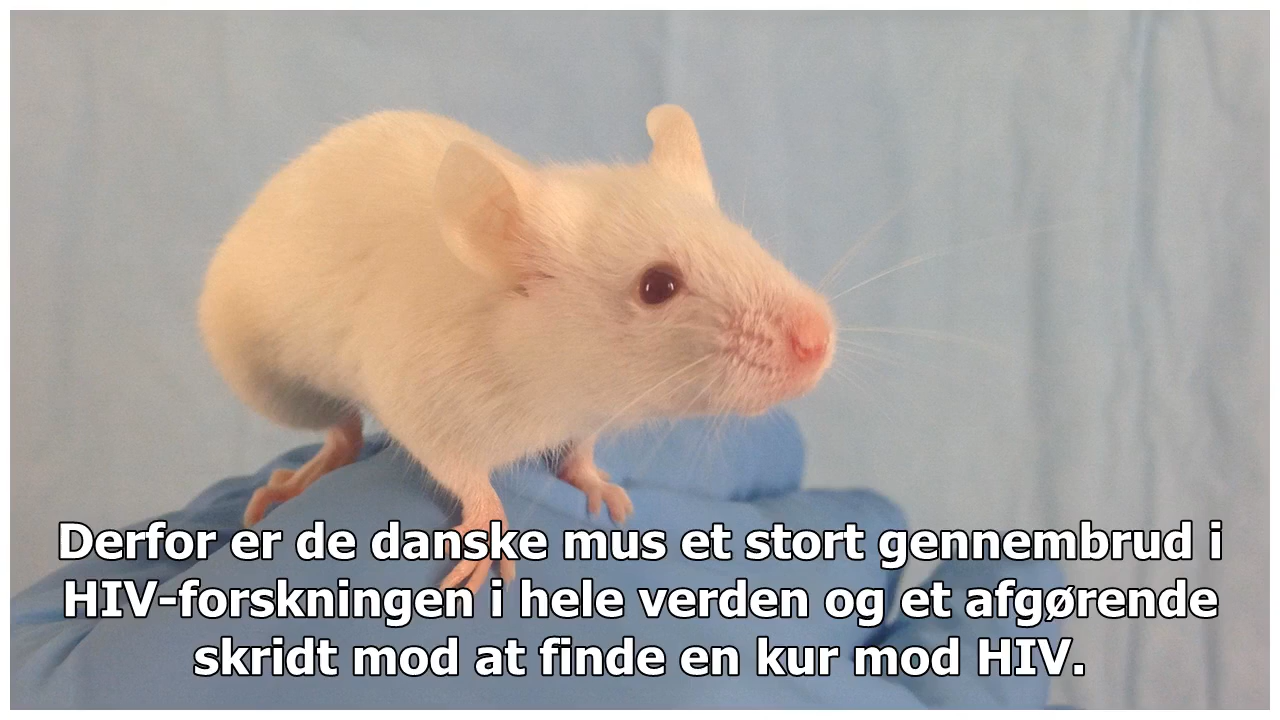 Derfor er de danske mus et stort gennembrud i
HIV-forskningen i hele verden og et afgørende
skridt mod at finde en kur mod HIV.